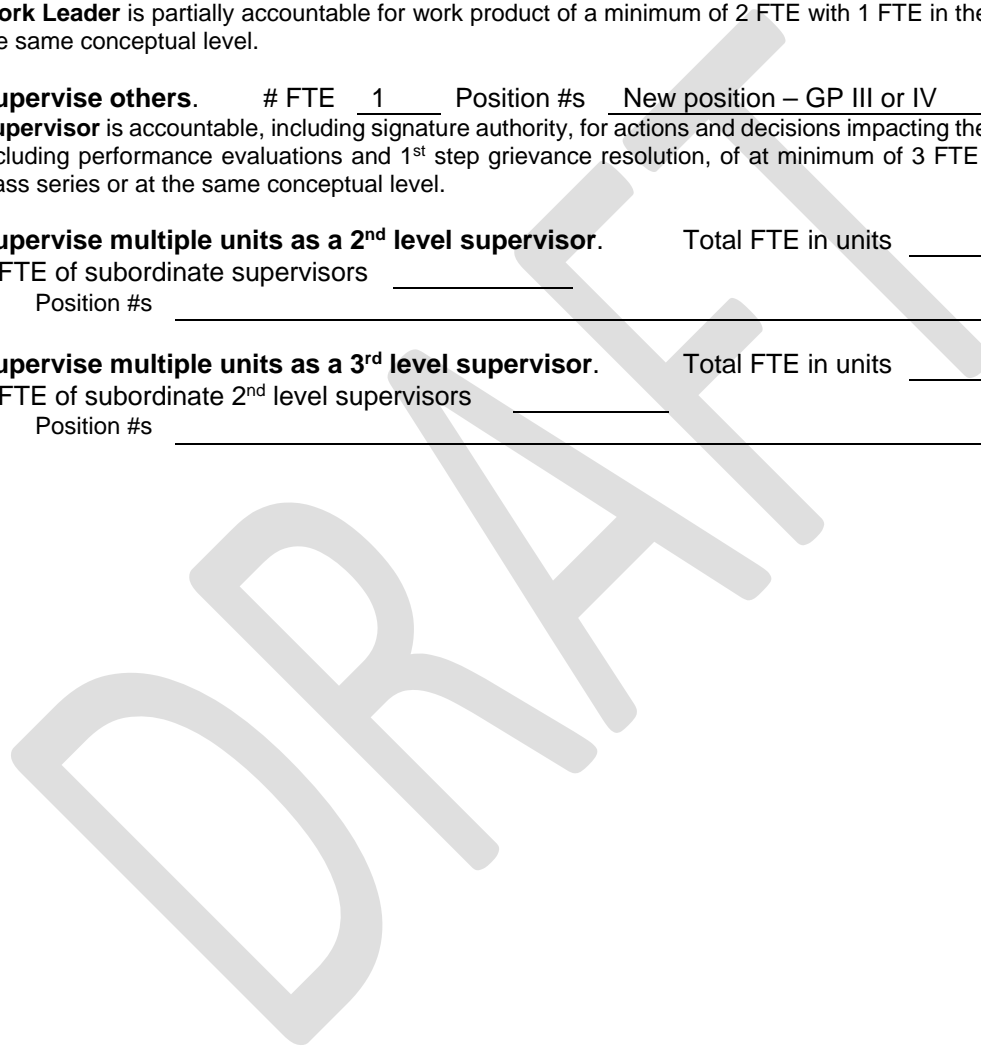 ork Leader is partially accountable for work product of a minimum of 2 FTE with 1 FTE in the
e same conceptual level.
upervise others. # FTE 1 Position #s New position – GP III or IV
upervisor is accountable, including signature authority, for actions and decisions impacting the
cluding performance evaluations and 1st step grievance resolution, of at minimum of 3 FTE
ass series or at the same conceptual level.
upervise multiple units as a 2nd level supervisor. Total FTE in units
FTE of subordinate supervisors
Position #s
upervise multiple units as a 3rd level supervisor. Total FTE in units
FTE of subordinate 2nd level supervisors
Position #s
DRAFT